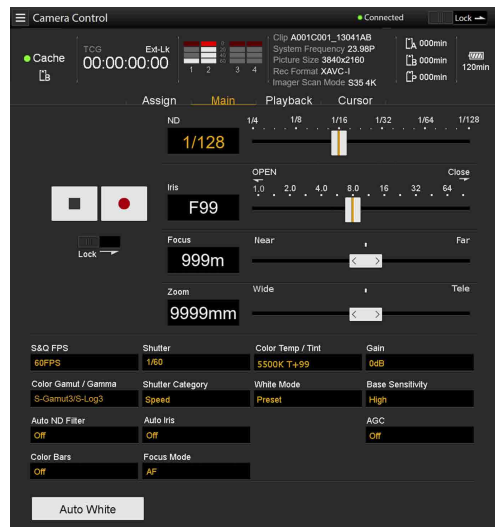 Camera Control
Connected
Lock
Cache
B
TCG Ext-Lk
00:00:00:00
1 2 3 4
Clip A001C001_13041AB
System Frequency 23.98P
Picture Size 3840x2160
Rec Format XAVC-I
Imager Scan Mode S35 4K
A 000min
B 000min
P 000min
120min
Assign Main Playback Cursor
ND
1/128
1/4 1/8 1/16 1/32 1/64 1/128
Iris
F99
OPEN Close
1.0 2.0 4.0 8.0 16 32 64
Lock
Focus
999m
Near Far
Zoom
9999mm
Wide Tele
S&Q FPS Shutter Color Temp / Tint Gain
60FPS 1/60 5500K T+99 0dB
Color Gamut / Gamma Shutter Category White Mode Base Sensitivity
S-Gamut3/S-Log3 Speed Preset High
Auto ND Filter Auto Iris AGC
Off Off Off
Color Bars Focus Mode
Off AF
Auto White